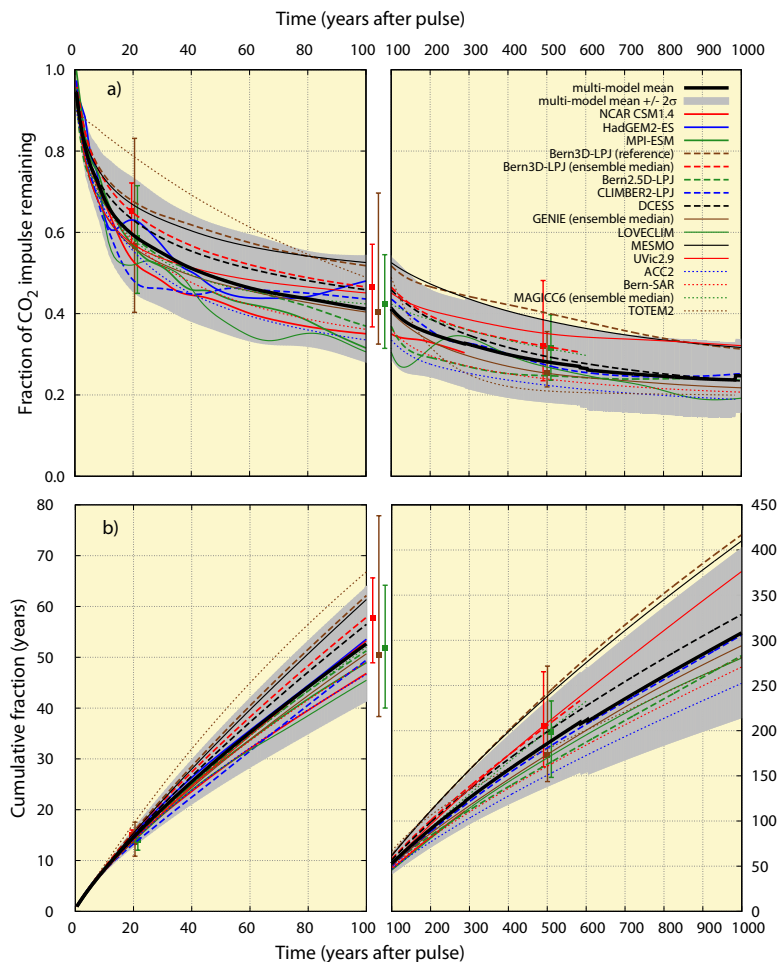 Time (years after pulse)
0 20 40 60 80 100 100 200 300 400 500 600 700 800 900 1000
Fraction of CO2 impulse remaining
1.0
0.8
0.6
0.4
0.2
0.0
a)
multi-model mean
multi-model mean +/- 2σ
NCAR CSM1.4
HadGEM2-ES
MPI-ESM
Bern3D-LPJ (reference)
Bern3D-LPJ (ensemble median)
Bern2.5D-LPJ
CLIMBER2-LPJ
DCESS
GENIE (ensemble median)
LOVECLIM
MESMO
UVic2.9
ACC2
Bern-SAR
MAGICC6 (ensemble median)
TOTEM2
Cumulative fraction (years)
80
70
60
50
40
30
20
10
0
b)
450
400
350
300
250
200
150
100
50
0
0 20 40 60 80 100 100 200 300 400 500 600 700 800 900 1000
Time (years after pulse)